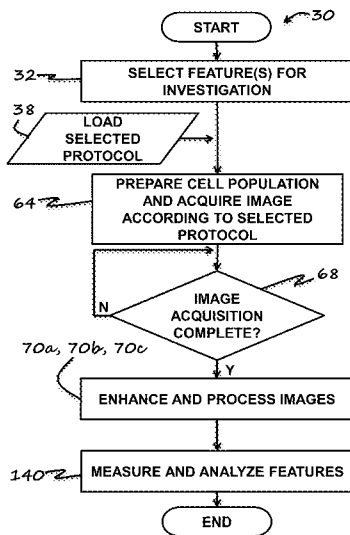 START
30
32
SELECT FEATURE(S) FOR
INVESTIGATION
38
LOAD
SELECTED
PROTOCOL
64
PREPARE CELL POPULATION
AND ACQUIRE IMAGE
ACCORDING TO SELECTED
PROTOCOL
68
N
IMAGE
ACQUISITION
COMPLETE?
70a, 70b, 70c
Y
ENHANCE AND PROCESS IMAGES
140
MEASURE AND ANALYZE FEATURES
END